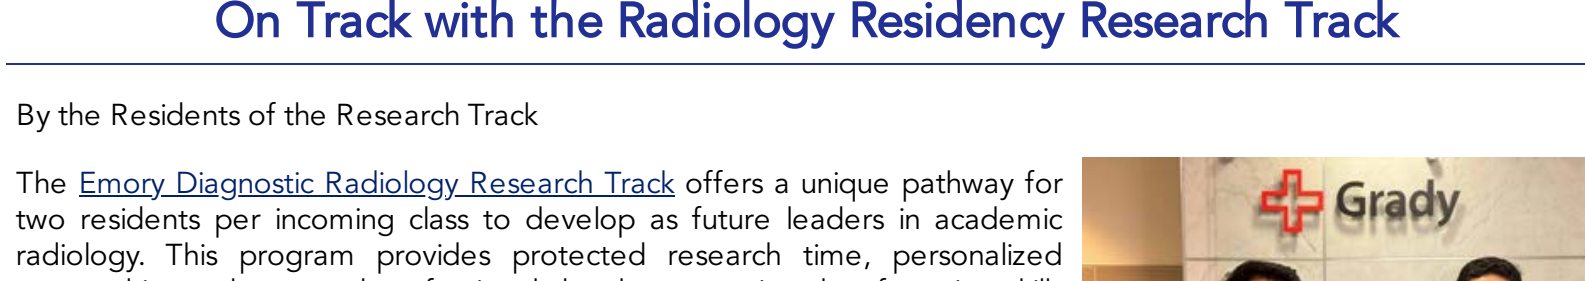 On Track with the Radiology Residency Research Track
By the Residents of the Research Track
The Emory Diagnostic Radiology Research Track offers a unique pathway for
two residents per incoming class to develop as future leaders in academic
radiology. This program provides protected research time, personalized
Grady